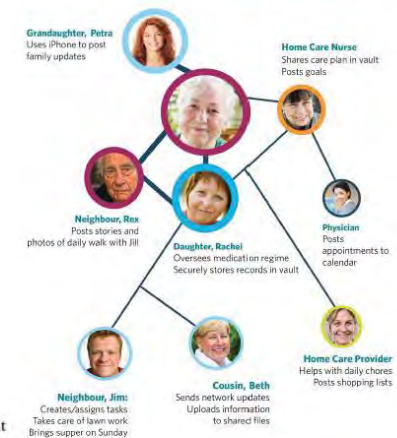 Grandaughter, Petra
Uses iPhone to post
family updates
Home Care Nurse
Shares care plan in vault
Posts goals
Neighbour, Rex
Posts stories and
photos of daily walk with Jill
Daughter, Rachel
Oversees medication regime
Securely stores records in vault
Physician
Posts
appointments to
calendar
Neighbour, Jim:
Creates/assigns tasks
Takes care of lawn work
Brings supper on Sunday
Cousin, Beth
Sends network updates
Uploads information
to shared files
Home Care Provider
Helps with daily chores
Posts shopping lists